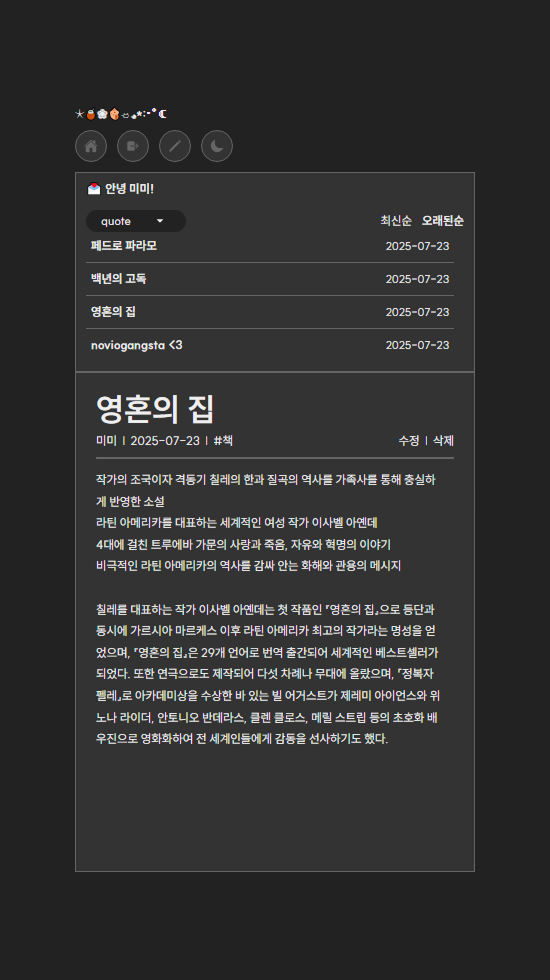 안녕 미미!
quote
최신순 오래된순
페드로 파라모 2025-07-23
백년의 고독 2025-07-23
영혼의 집 2025-07-23
noviogangsta <3 2025-07-23
영혼의 집
미미 | 2025-07-23 | #책 수정 | 삭제
작가의 조국이자 격동기 칠레의 한과 질곡의 역사를 가족사를 통해 충실하
게 반영한 소설
라틴 아메리카를 대표하는 세계적인 여성 작가 이사벨 아옌데
4대에 걸친 트루에바 가문의 사랑과 죽음, 자유와 혁명의 이야기
비극적인 라틴 아메리카의 역사를 감싸 안는 화해와 관용의 메시지
칠레를 대표하는 작가 이사벨 아옌데는 첫 작품인 『영혼의 집』으로 등단과
동시에 가르시아 마르케스 이후 라틴 아메리카 최고의 작가라는 명성을 얻
었으며, 『영혼의 집』은 29개 언어로 번역 출간되어 세계적인 베스트셀러가
되었다. 또한 연극으로도 제작되어 다섯 차례나 무대에 올랐으며, 『정복자
펠레』로 아카데미상을 수상한 바 있는 빌 어거스트가 제레미 아이언스와 위
노나 라이더, 안토니오 반데라스, 클렌 클로스, 메릴 스트립 등의 초호화 배
우진으로 영화화하여 전 세계인들에게 감동을 선사하기도 했다.